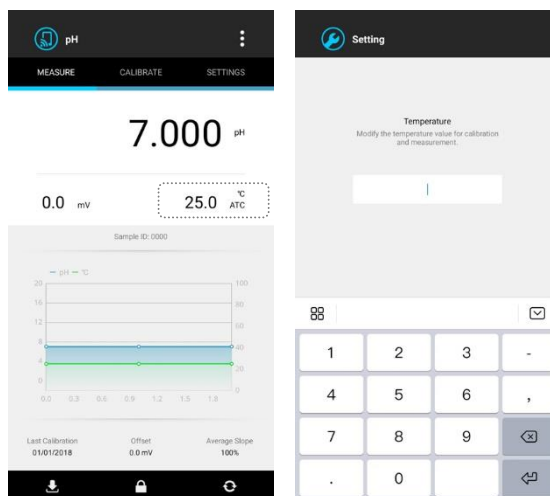 pH
MEASURE CALIBRATE SETTINGS
7.000 pH
0.0 mV 25.0 °C
ATC
Sample ID: 0000
pH °C
20 100
16 80
12 60
8 40
4 20
0 0
0.0 0.3 0.6 0.9 1.2 1.5 1.8
Last Calibration Offset Average Slope
01/01/2018 0.0 mV 100%
Setting
Temperature
Modify the temperature value for calibration
and measurement.
1 2 3 -
4 5 6 ,
7 8 9
. 0